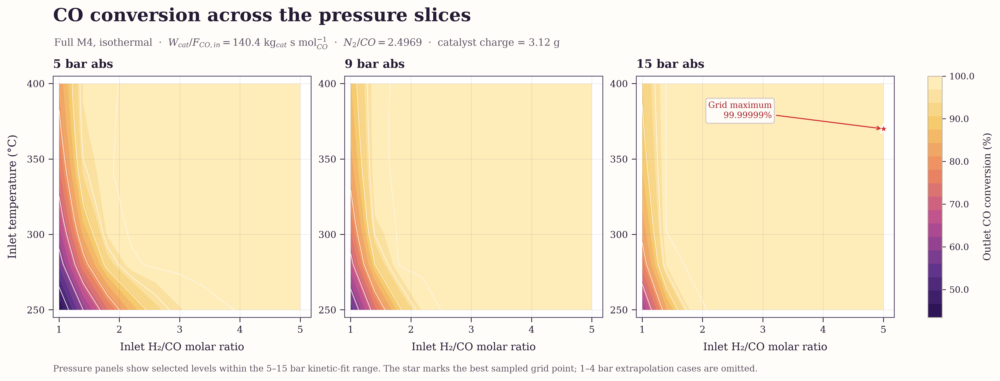 CO conversion across the pressure slices
Full M4, isothermal · W_cat/F_CO, in = 140.4 kg_cat s mol_CO^−1 · N₂/CO = 2.4969 · catalyst charge = 3.12 g
5 bar abs
9 bar abs
15 bar abs
Inlet temperature (°C)
400
350
300
250
1
2
3
4
5
Inlet H₂/CO molar ratio
400
350
300
250
1
2
3
4
5
Inlet H₂/CO molar ratio
400
350
300
250
Grid maximum
99.99999%
1
2
3
4
5
Inlet H₂/CO molar ratio
100.0
90.0
80.0
70.0
60.0
50.0
Outlet CO conversion (%)
Pressure panels show selected levels within the 5–15 bar kinetic-fit range. The star marks the best sampled grid point; 1–4 bar extrapolation cases are omitted.